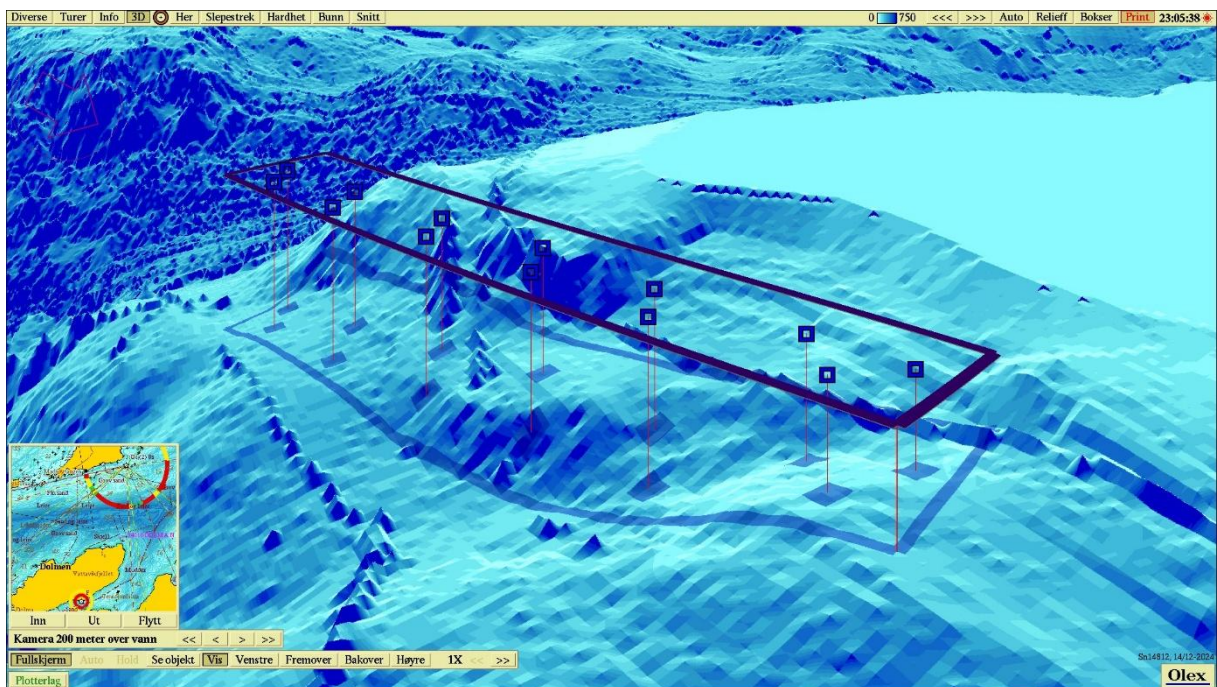 Diverse Turer Info 3D Her Slepestrek Hardhet Bunn Snitt 0 750 <<< >>> Auto Relieff Bokser Print 23:05:38
Dolmen
Inn Ut Flytt
Kamera 200 meter over vann << < > >>
Fullskjerm Auto Hold Se objekt Vis Venstre Fremover Bakover Høyre 1X << >>
Sn14812, 14/12-2024
Plotterlag
Olex